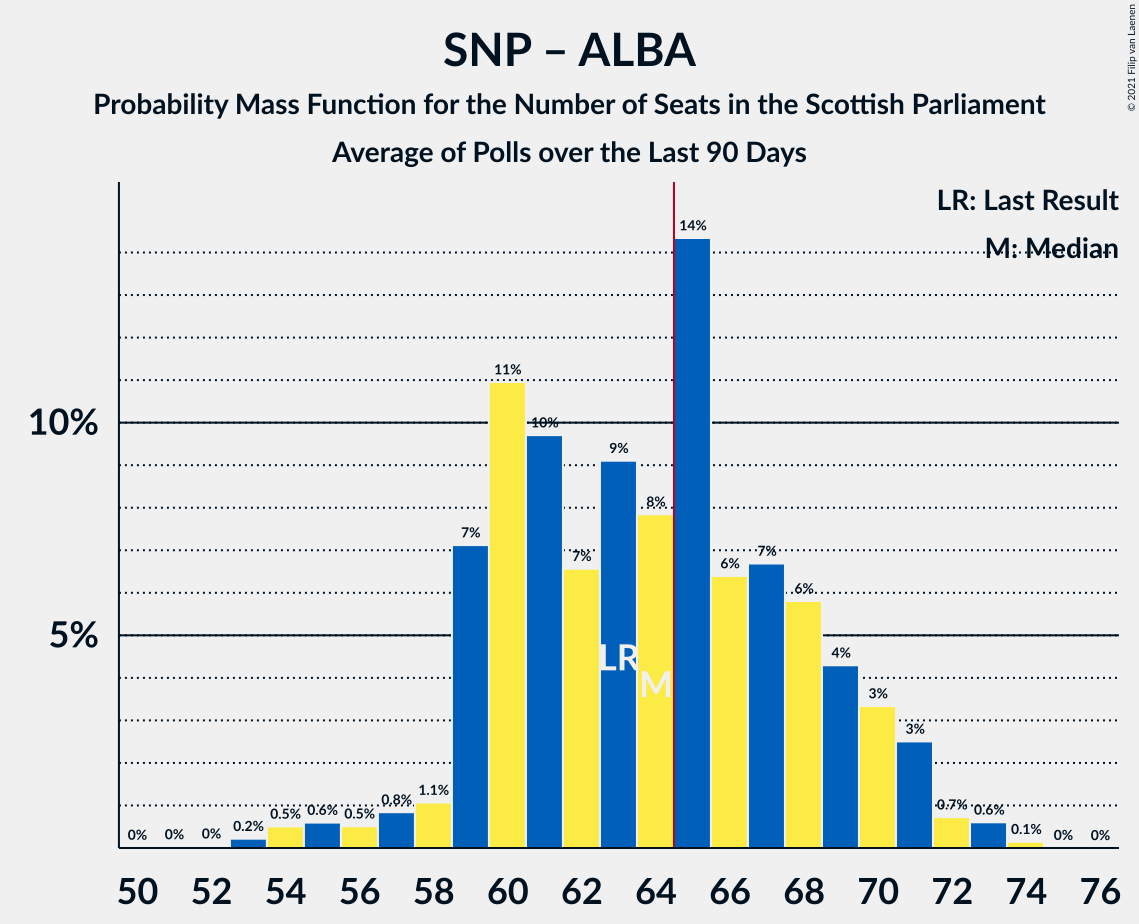 SNP – ALBA
Probability Mass Function for the Number of Seats in the Scottish Parliament
Average of Polls over the Last 90 Days
© 2021 Filip van Laenen
LR: Last Result
M: Median
14%
11%
10%
10%
9%
8%
7%
7%
7%
6%
6%
5%
LR
M
4%
3%
3%
0% 0% 0% 0.2% 0.5% 0.6% 0.5% 0.8% 1.1% 0.7% 0.6% 0.1% 0% 0%
50 52 54 56 58 60 62 64 66 68 70 72 74 76